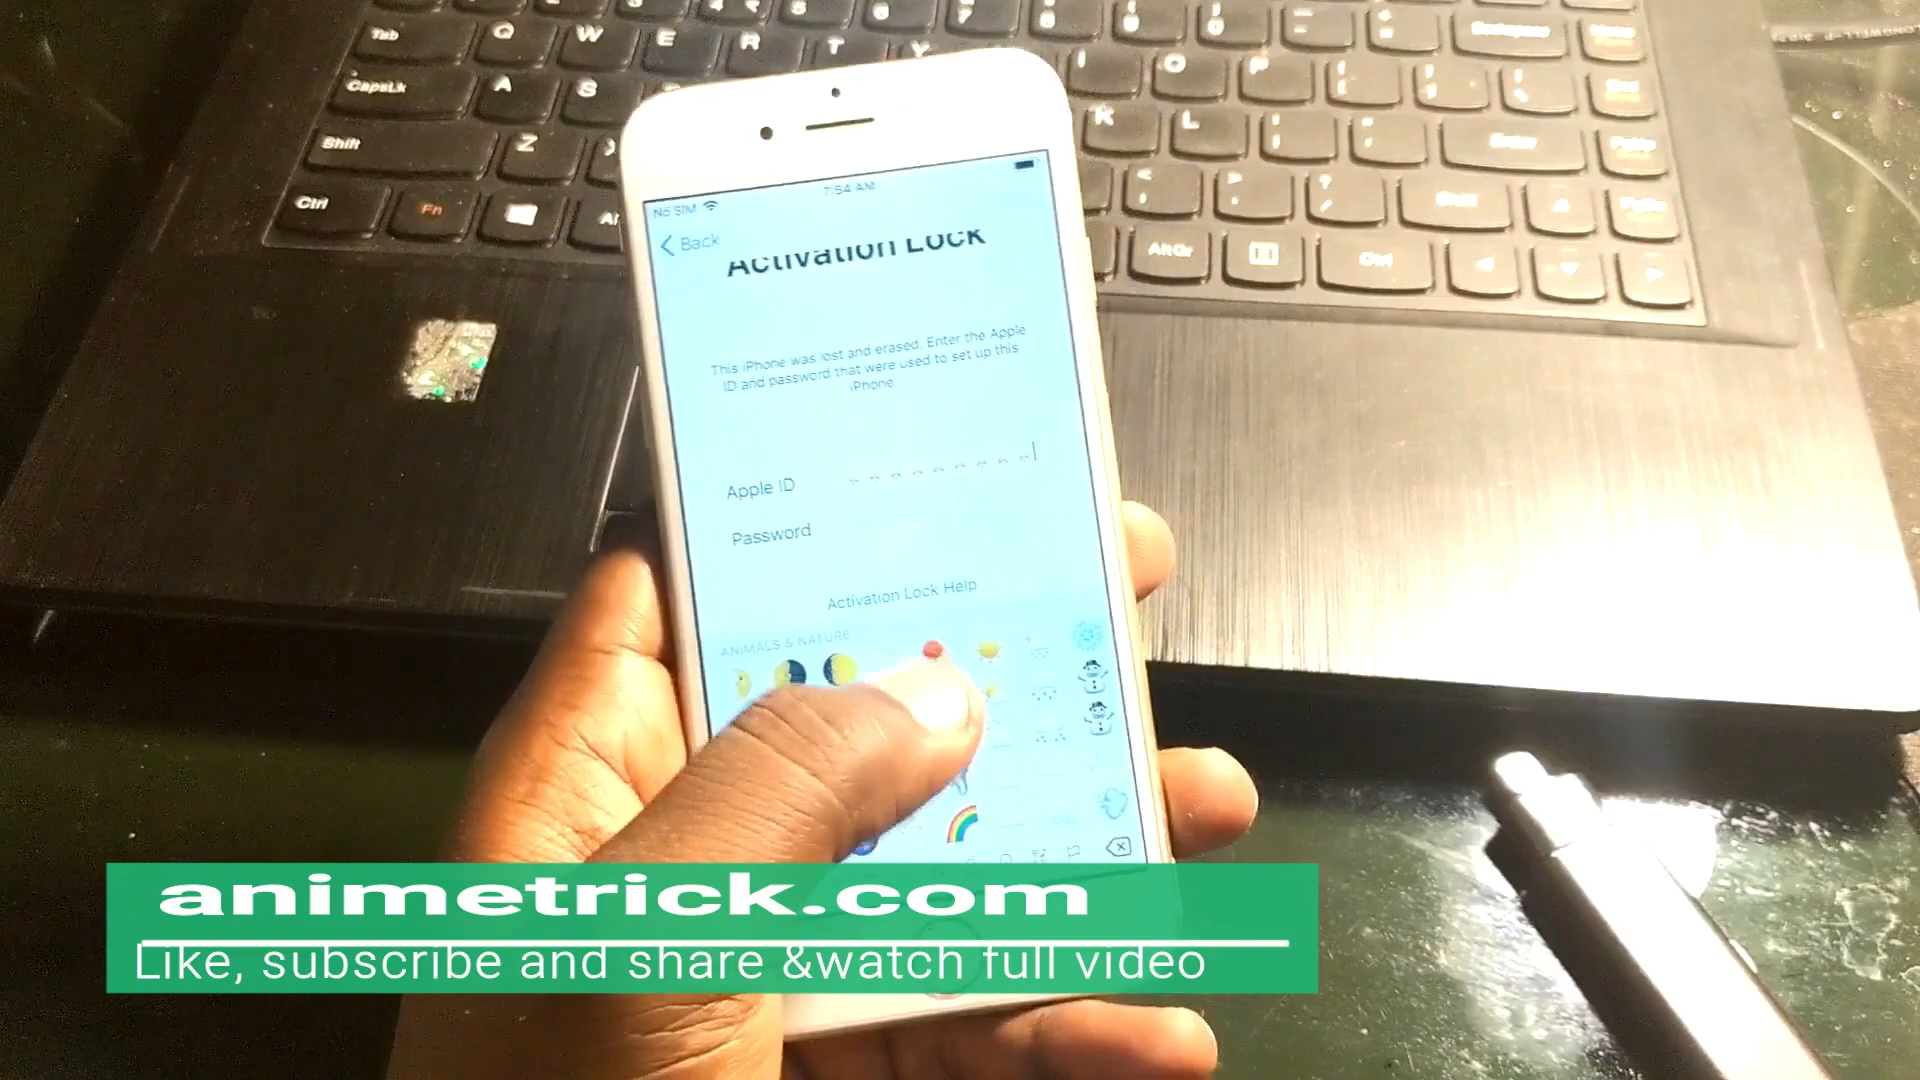 Tab Q W E R T Y
CapsLk A S
K L
Shift Z
Enter
Ctrl Fn
AltGr
Ctrl
7:54 AM
No SIM
Back
Activation Lock
This iPhone was lost and erased. Enter the Apple
ID and password that were used to set up this
iPhone
Apple ID
Password
Activation Lock Help
ANIMALS & NATURE
animetrick.com
Like, subscribe and share &watch full video